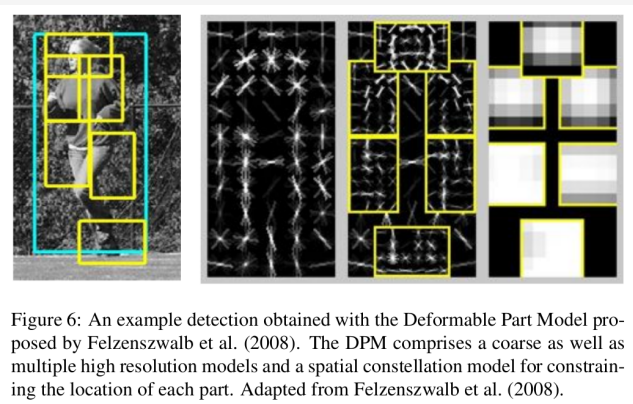 Figure 6: An example detection obtained with the Deformable Part Model pro-
posed by Felzenszwalb et al. (2008). The DPM comprises a coarse as well as
multiple high resolution models and a spatial constellation model for constrain-
ing the location of each part. Adapted from Felzenszwalb et al. (2008).